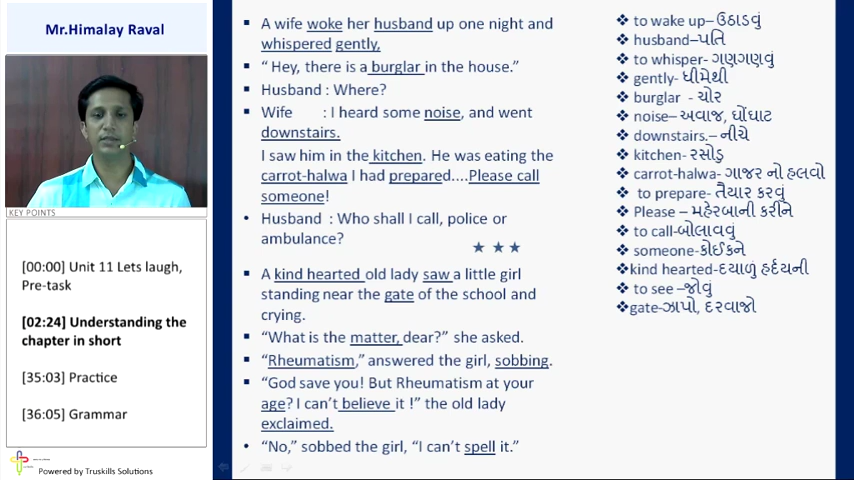 Mr.Himalay Raval
KEY POINTS
[00:00] Unit 11 Lets laugh,
Pre-task
[02:24] Understanding the
chapter in short
[35:03] Practice
[36:05] Grammar
Powered by Truskills Solutions
A wife woke her husband up one night and
whispered gently,
“ Hey, there is a burglar in the house.”
Husband : Where?
Wife : I heard some noise, and went
downstairs.
I saw him in the kitchen. He was eating the
carrot-halwa I had prepared....Please call
someone!
Husband : Who shall I call, police or
ambulance?
A kind hearted old lady saw a little girl
standing near the gate of the school and
crying.
“What is the matter, dear?” she asked.
“Rheumatism,” answered the girl, sobbing.
“God save you! But Rheumatism at your
age? I can’t believe it !” the old lady
exclaimed.
“No,” sobbed the girl, “I can’t spell it.”
to wake up– ઉઠાડવું
husband–પતિ
to whisper- ગણગણવું
gently- ધીમેથી
burglar - ચોર
noise– અવાજ, ઘોંઘાટ
downstairs.– નીચે
kitchen- રસોડુ
carrot-halwa- ગાજર નો હલવો
to prepare- તૈયાર કરવું
Please – મહેરબાની કરીને
to call-બોલાવવું
someone-કોઈકને
kind hearted-દયાળું હર્દયની
to see –જોવું
gate-ઝાપો, દરવાજો